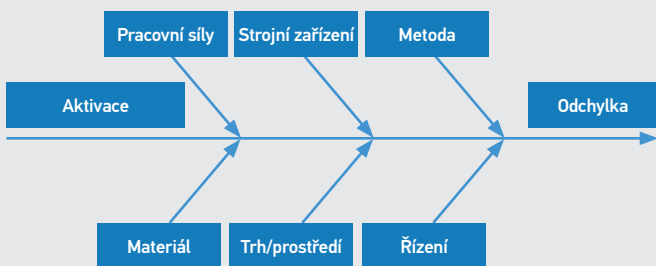 Pracovní síly
Strojní zařízení
Metoda
Aktivace
Odchylka
Materiál
Trh/prostředí
Řízení